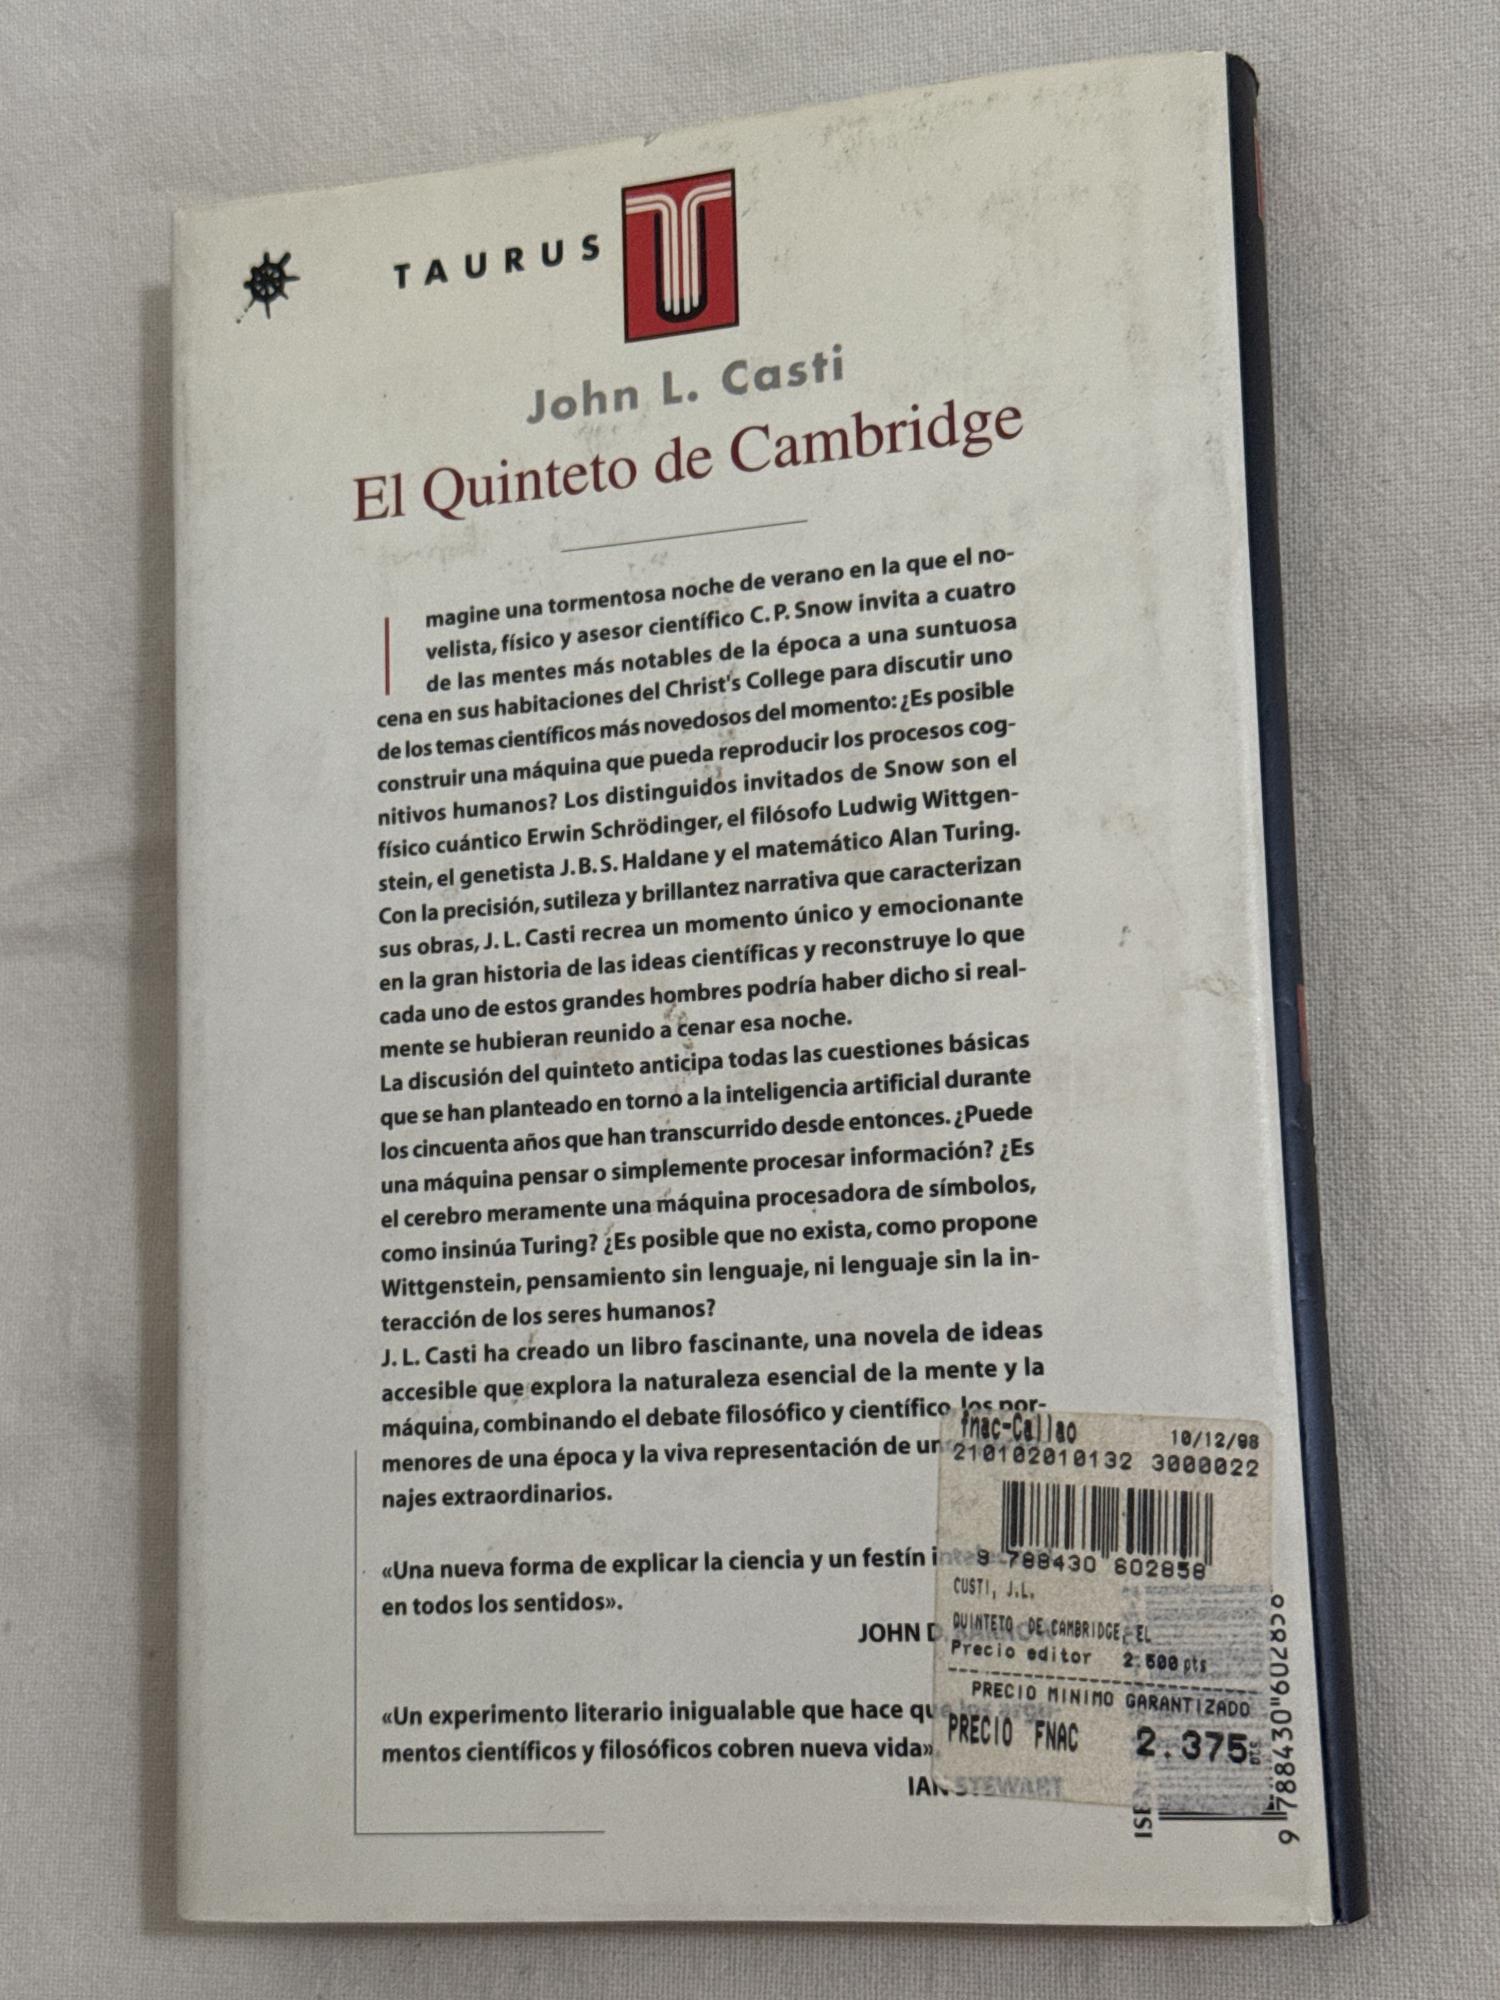 TAURUS
John L. Casti
El Quinteto de Cambridge
Imagine una tormentosa noche de verano en la que el no-
velista, físico y asesor científico C. P. Snow invita a cuatro
de las mentes más notables de la época a una suntuosa
cena en sus habitaciones del Christ's College para discutir uno
de los temas científicos más novedosos del momento: ¿Es posible
construir una máquina que pueda reproducir los procesos cog-
nitivos humanos? Los distinguidos invitados de Snow son el
físico cuántico Erwin Schrödinger, el filósofo Ludwig Wittgen-
stein, el genetista J. B. S. Haldane y el matemático Alan Turing.
Con la precisión, sutileza y brillantez narrativa que caracterizan
sus obras, J. L. Casti recrea un momento único y emocionante
en la gran historia de las ideas científicas y reconstruye lo que
cada uno de estos grandes hombres podría haber dicho si real-
mente se hubieran reunido a cenar esa noche.
La discusión del quinteto anticipa todas las cuestiones básicas
que se han planteado en torno a la inteligencia artificial durante
los cincuenta años que han transcurrido desde entonces. ¿Puede
una máquina pensar o simplemente procesar información? ¿Es
el cerebro meramente una máquina procesadora de símbolos,
como insinúa Turing? ¿Es posible que no exista, como propone
Wittgenstein, pensamiento sin lenguaje, ni lenguaje sin la in-
teracción de los seres humanos?
J. L. Casti ha creado un libro fascinante, una novela de ideas
accesible que explora la naturaleza esencial de la mente y la
máquina, combinando el debate filosófico y científico, los por-
menores de una época y la viva representación de
najes extraordinarios.
«Una nueva forma de explicar la ciencia y un festín
en todos los sentidos».
JOHN D.
«Un experimento literario inigualable que hace que los argu-
mentos científicos y filosóficos cobren nueva vida».
IAN STEWART
fnac-Callao 10/12/98
210102010132 3000022
9 788430 602858
CUSTI, J.L.
QUINTETO DE CAMBRIDGE, EL
Precio editor 2.500 pts
PRECIO MINIMO GARANTIZADO
PRECIO FNAC 2.375 pts
9 788430 602858